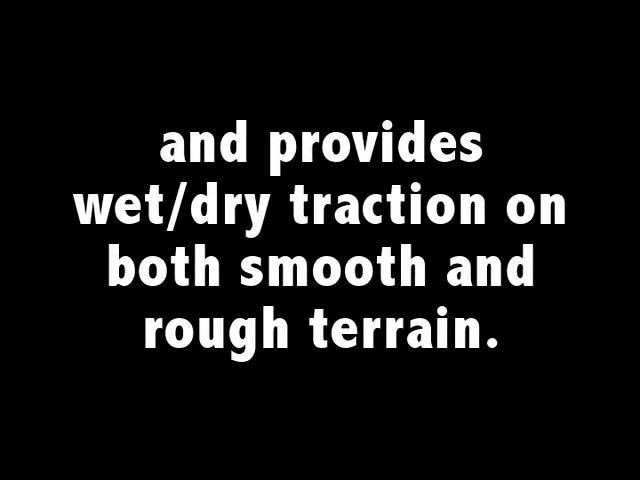 and provides
wet/dry traction on
both smooth and
rough terrain.